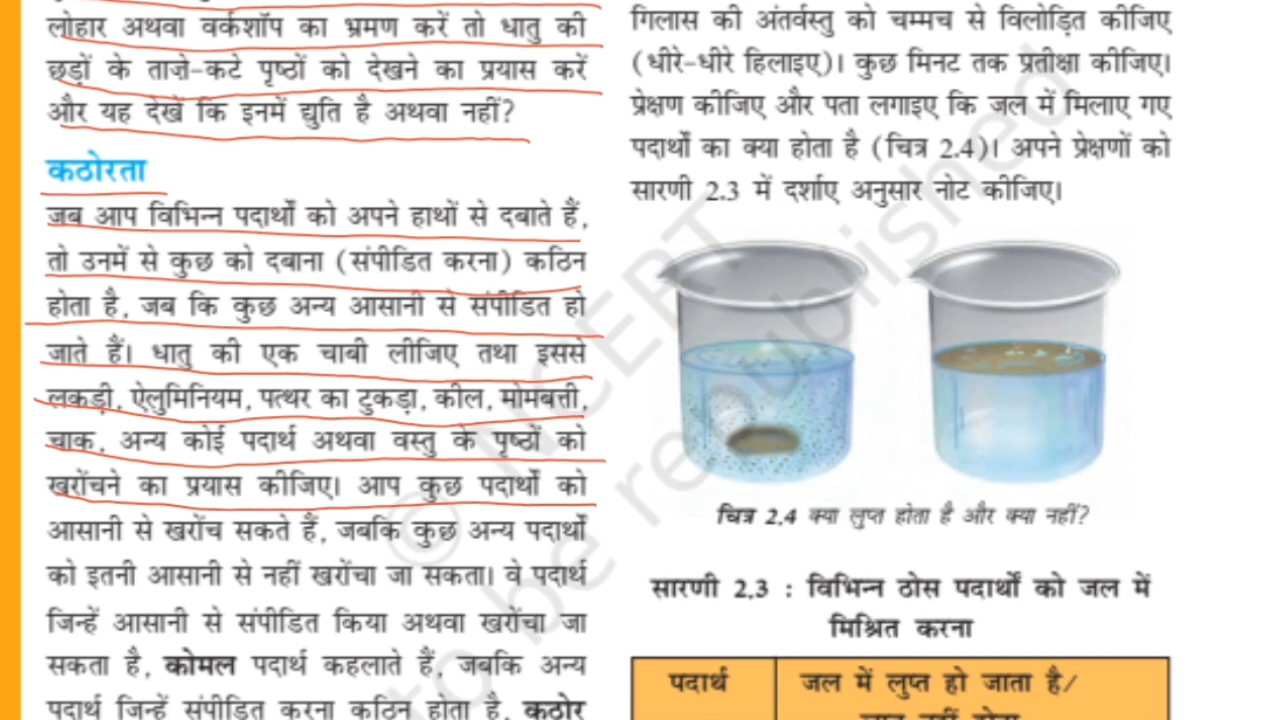 लोहार अथवा वर्कशॉप का भ्रमण करें तो धातु की
छड़ों के ताज़े-कटे पृष्ठों को देखने का प्रयास करें
और यह देखें कि इनमें द्युति है अथवा नहीं?
कठोरता
जब आप विभिन्न पदार्थों को अपने हाथों से दबाते हैं,
तो उनमें से कुछ को दबाना (संपीडित करना) कठिन
होता है, जब कि कुछ अन्य आसानी से संपीडित हो
जाते हैं। धातु की एक चाबी लीजिए तथा इससे
लकड़ी, ऐलुमिनियम, पत्थर का टुकड़ा, कील, मोमबत्ती,
चाक, अन्य कोई पदार्थ अथवा वस्तु के पृष्ठों को
खरोंचने का प्रयास कीजिए। आप कुछ पदार्थों को
आसानी से खरोंच सकते हैं, जबकि कुछ अन्य पदार्थों
को इतनी आसानी से नहीं खरोंचा जा सकता। वे पदार्थ
जिन्हें आसानी से संपीडित किया अथवा खरोंचा जा
सकता है, कोमल पदार्थ कहलाते हैं, जबकि अन्य
पदार्थ जिन्हें संपीडित करना कठिन होता है, कठोर
गिलास की अंतर्वस्तु को चम्मच से विलोड़ित कीजिए
(धीरे-धीरे हिलाइए)। कुछ मिनट तक प्रतीक्षा कीजिए।
प्रेक्षण कीजिए और पता लगाइए कि जल में मिलाए गए
पदार्थों का क्या होता है (चित्र 2.4)। अपने प्रेक्षणों को
सारणी 2.3 में दर्शाए अनुसार नोट कीजिए।
चित्र 2.4 क्या लुप्त होता है और क्या नहीं?
सारणी 2.3 : विभिन्न ठोस पदार्थों को जल में
मिश्रित करना
पदार्थ
जल में लुप्त हो जाता है/
© NCERT
to be republished